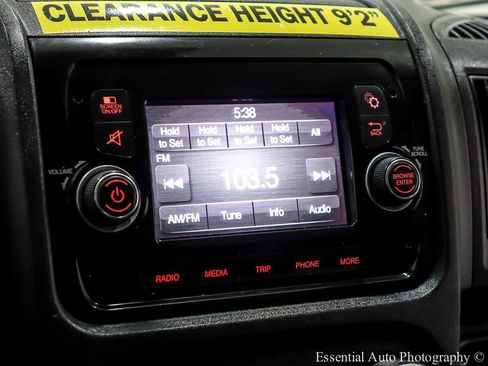 CLEARANCE HEIGHT 9'2"
SCREEN
ON/OFF
5:38
Hold
to Set
Hold
to Set
Hold
to Set
Hold
to Set
All
BACK
VOLUME
TUNE
SCROLL
FM
103.5
BROWSE
ENTER
AM/FM
Tune
Info
Audio
RADIO
MEDIA
TRIP
PHONE
MORE
Essential Auto Photography ©